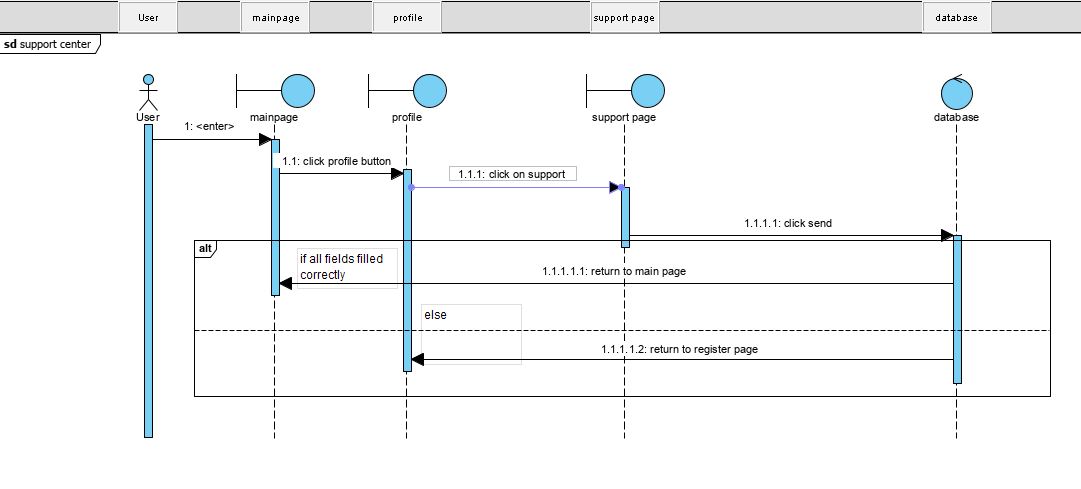 User
mainpage
profile
support page
database
sd support center
User
mainpage
profile
support page
database
1: <enter>
1.1: click profile button
1.1.1: click on support
1.1.1.1: click send
alt
if all fields filled
correctly
1.1.1.1.1: return to main page
else
1.1.1.1.2: return to register page